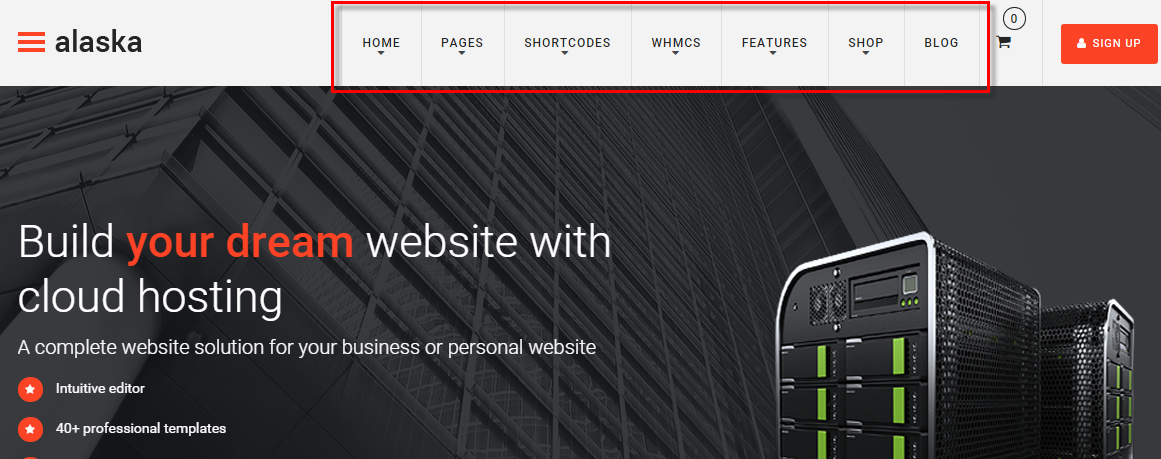 alaska
HOME PAGES SHORTCODES WHMCS FEATURES SHOP BLOG
0
SIGN UP
Build your dream website with
cloud hosting
A complete website solution for your business or personal website
Intuitive editor
40+ professional templates